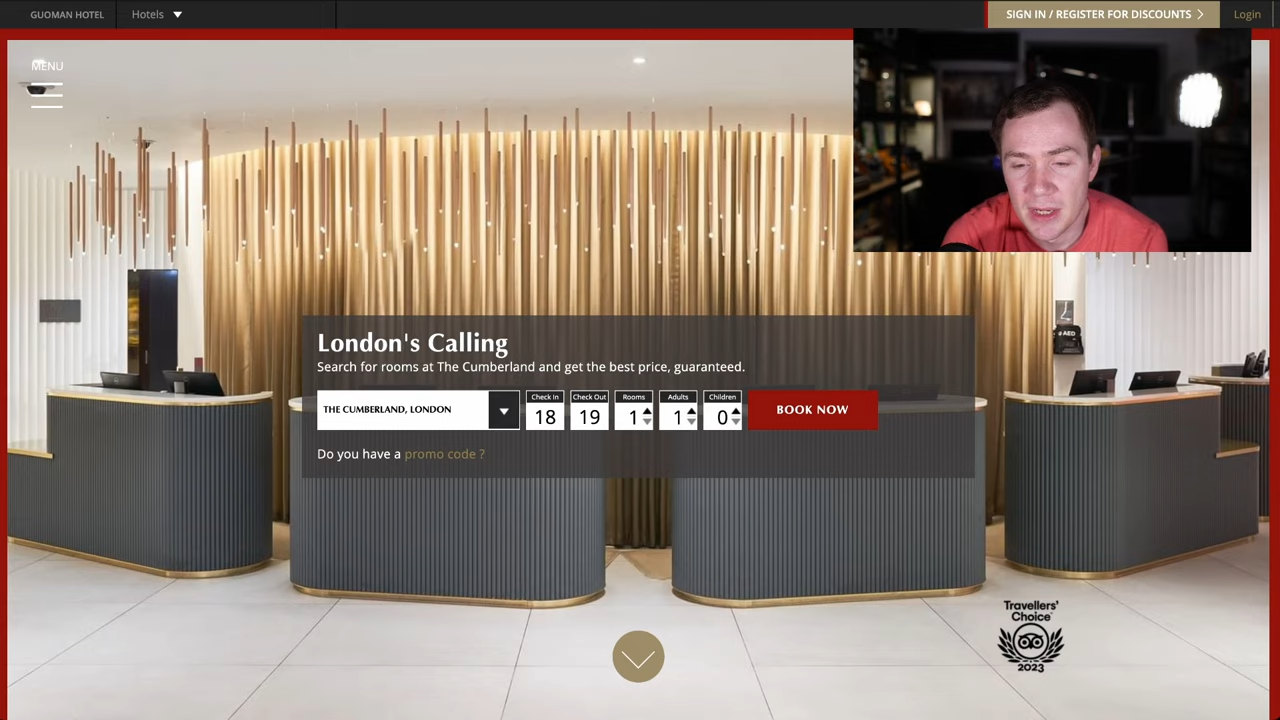 GUOMAN HOTEL
Hotels
SIGN IN / REGISTER FOR DISCOUNTS
Login
MENU
AED
London's Calling
Search for rooms at The Cumberland and get the best price, guaranteed.
THE CUMBERLAND, LONDON
Check In
Check Out
Rooms
Adults
Children
18
19
1
1
0
BOOK NOW
Do you have a promo code ?
Travellers'
Choice
2023